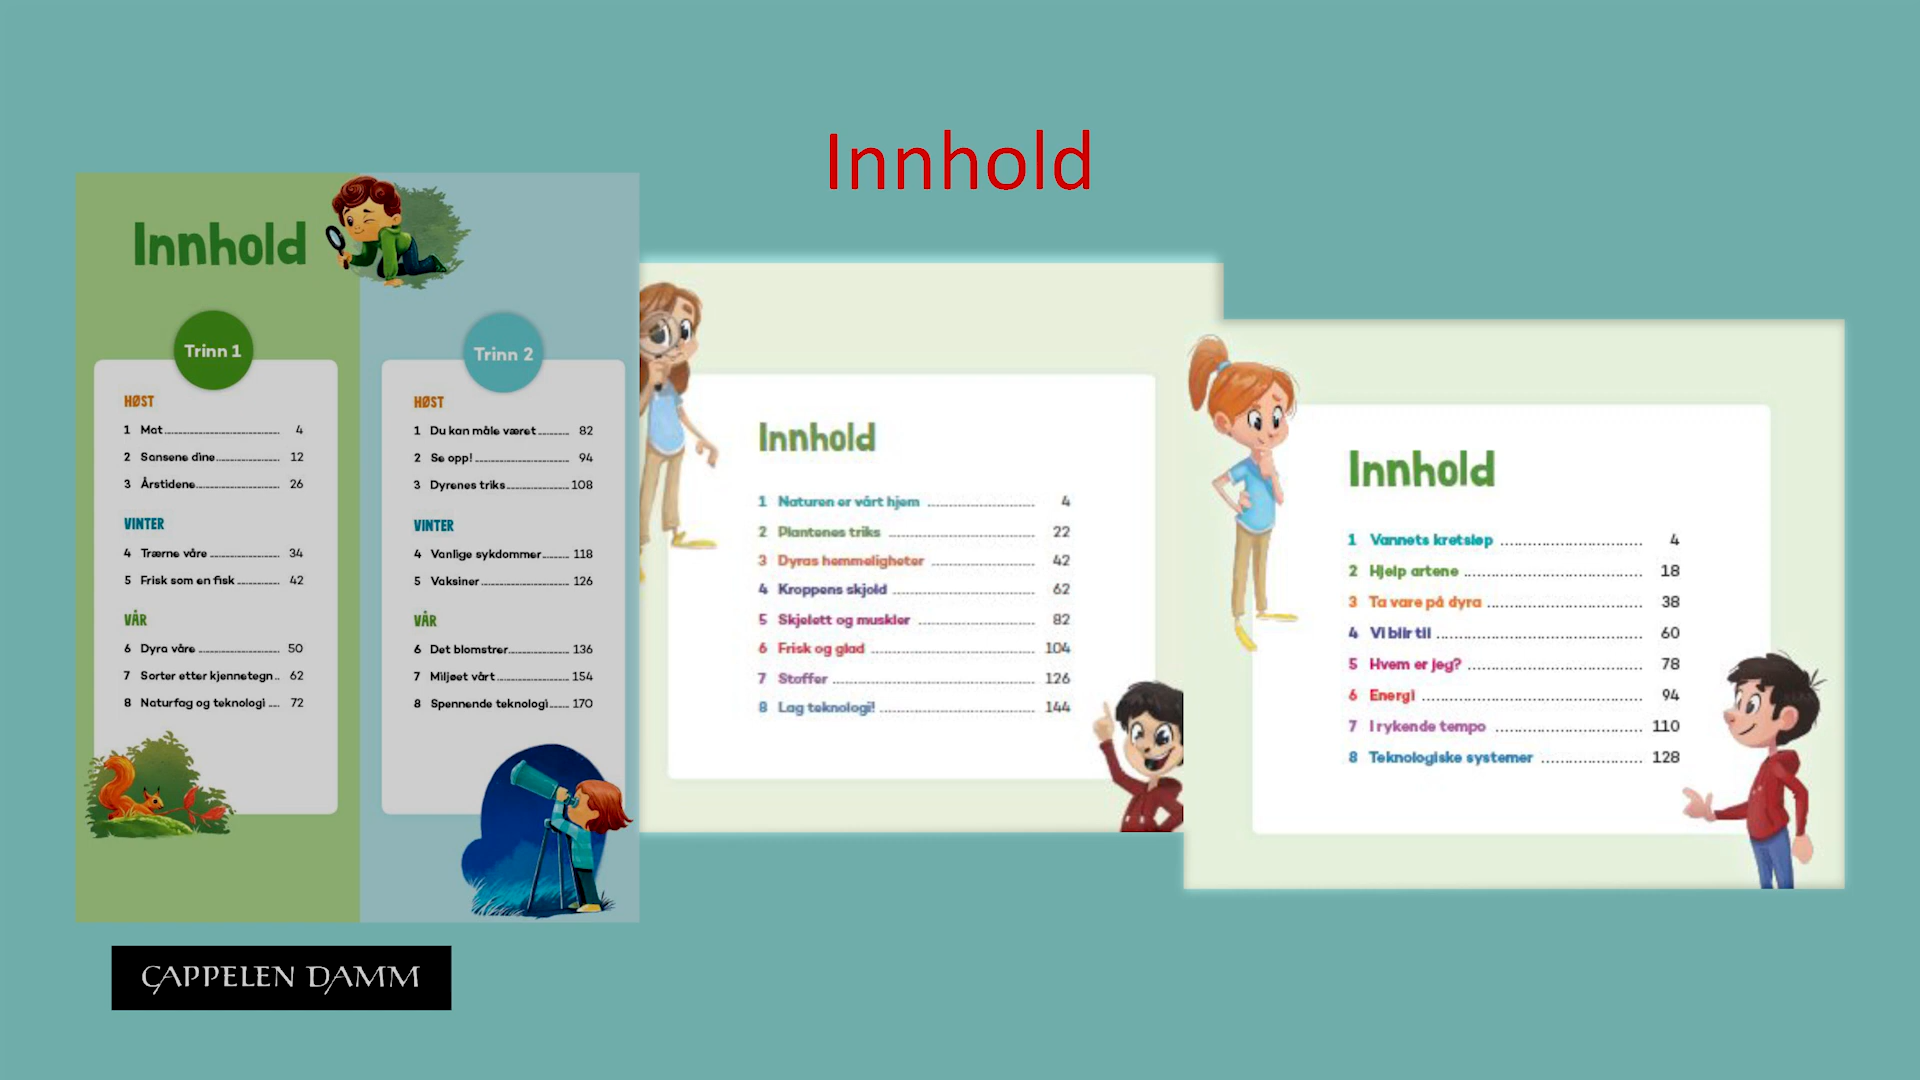 Innhold
Innhold
Trinn 1
HØST
1 Mat 4
2 Sansene dine 12
3 Årstidene 26
VINTER
4 Trærne våre 34
5 Frisk som en fisk 42
VÅR
6 Dyra våre 50
7 Sorter etter kjennetegn 62
8 Naturfag og teknologi 72
Trinn 2
HØST
1 Du kan måle været 82
2 Se opp! 94
3 Dyrenes triks 108
VINTER
4 Vanlige sykdommer 118
5 Vaksiner 126
VÅR
6 Det blomstrer 136
7 Miljøet vårt 154
8 Spennende teknologi 170
Innhold
1 Naturen er vårt hjem 4
2 Plantenes triks 22
3 Dyras hemmeligheter 42
4 Kroppens skjold 62
5 Skjelett og muskler 82
6 Frisk og glad 104
7 Stoffer 126
8 Lag teknologi! 144
Innhold
1 Vannets kretsløp 4
2 Hjelp artene 18
3 Ta vare på dyra 38
4 Vi blir til 60
5 Hvem er jeg? 78
6 Energi 94
7 I rykende tempo 110
8 Teknologiske systemer 128
CAPPELEN DAMM